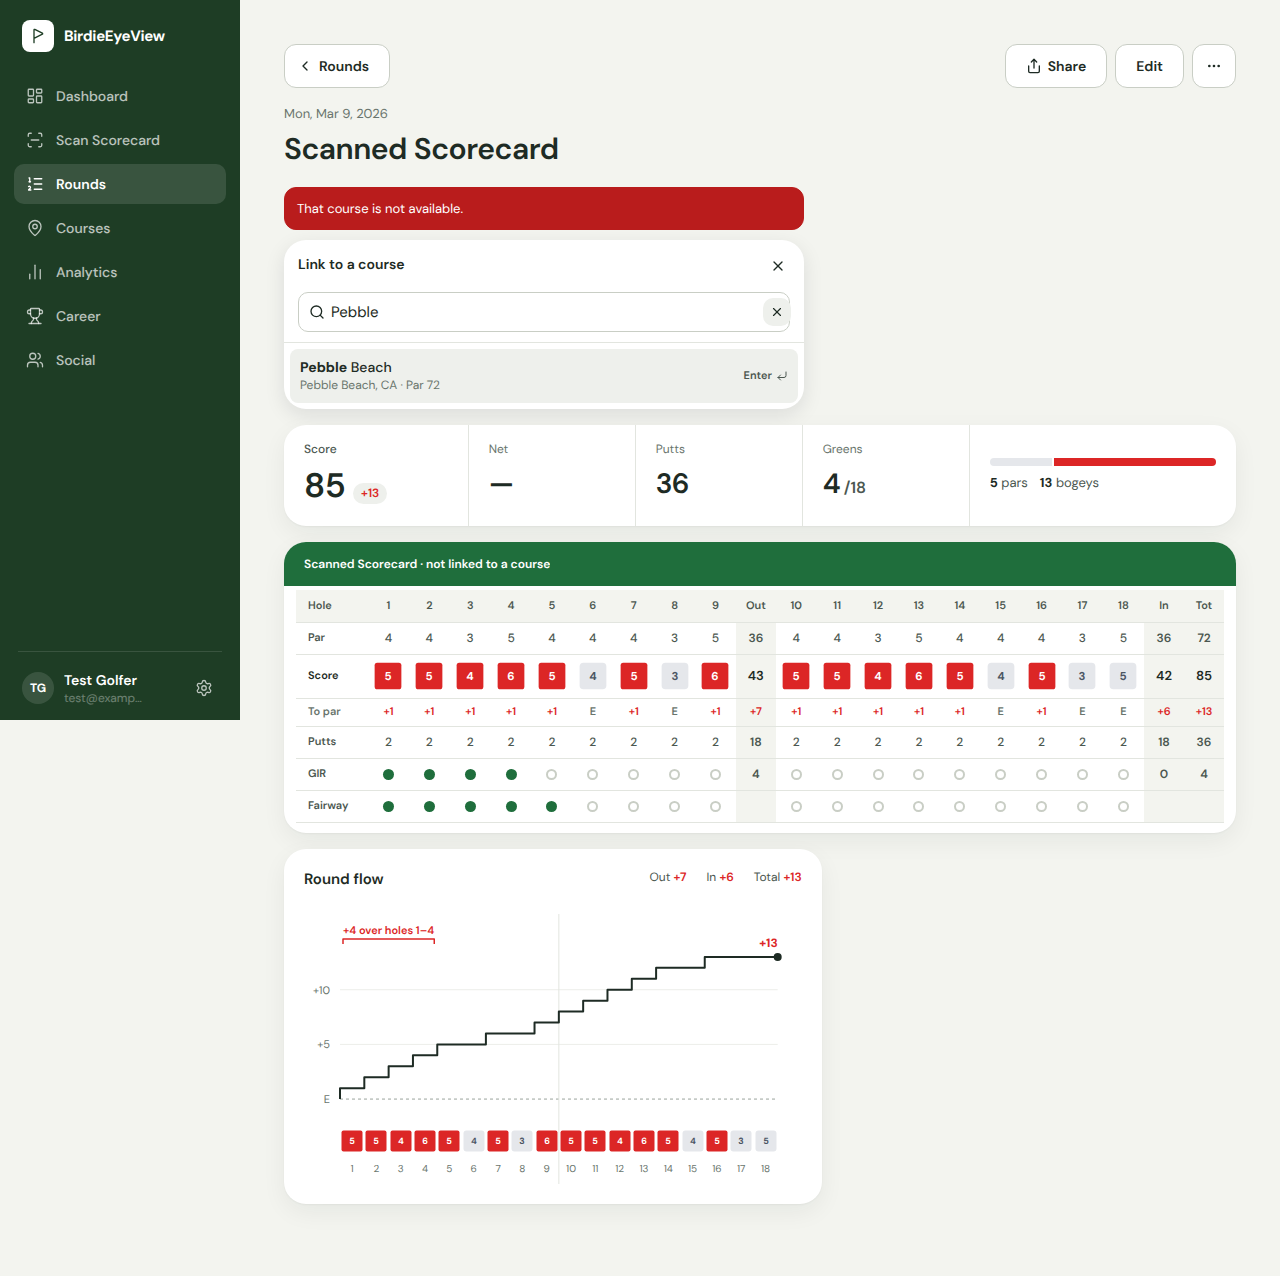 BirdieEyeView
Dashboard
Scan Scorecard
Rounds
Courses
Analytics
Career
Social
TG
Test Golfer
test@examp...
Rounds
Share
Edit
Mon, Mar 9, 2026
Scanned Scorecard
That course is not available.
Link to a course
Pebble
Pebble Beach
Pebble Beach, CA · Par 72
Enter
Score
85 +13
Net
—
Putts
36
Greens
4 /18
5 pars 13 bogeys
Scanned Scorecard · not linked to a course
Hole 1 2 3 4 5 6 7 8 9 Out 10 11 12 13 14 15 16 17 18 In Tot
Par 4 4 3 5 4 4 4 3 5 36 4 4 3 5 4 4 4 3 5 36 72
Score 5 5 4 6 5 4 5 3 6 43 5 5 4 6 5 4 5 3 5 42 85
To par +1 +1 +1 +1 +1 E +1 E +1 +7 +1 +1 +1 +1 +1 E +1 E E +6 +13
Putts 2 2 2 2 2 2 2 2 2 18 2 2 2 2 2 2 2 2 2 18 36
GIR 4 0 4
Fairway
Round flow
Out +7 In +6 Total +13
+4 over holes 1–4
+13
+10
+5
E
5 5 4 6 5 4 5 3 6 5 5 4 6 5 4 5 3 5
1 2 3 4 5 6 7 8 9 10 11 12 13 14 15 16 17 18